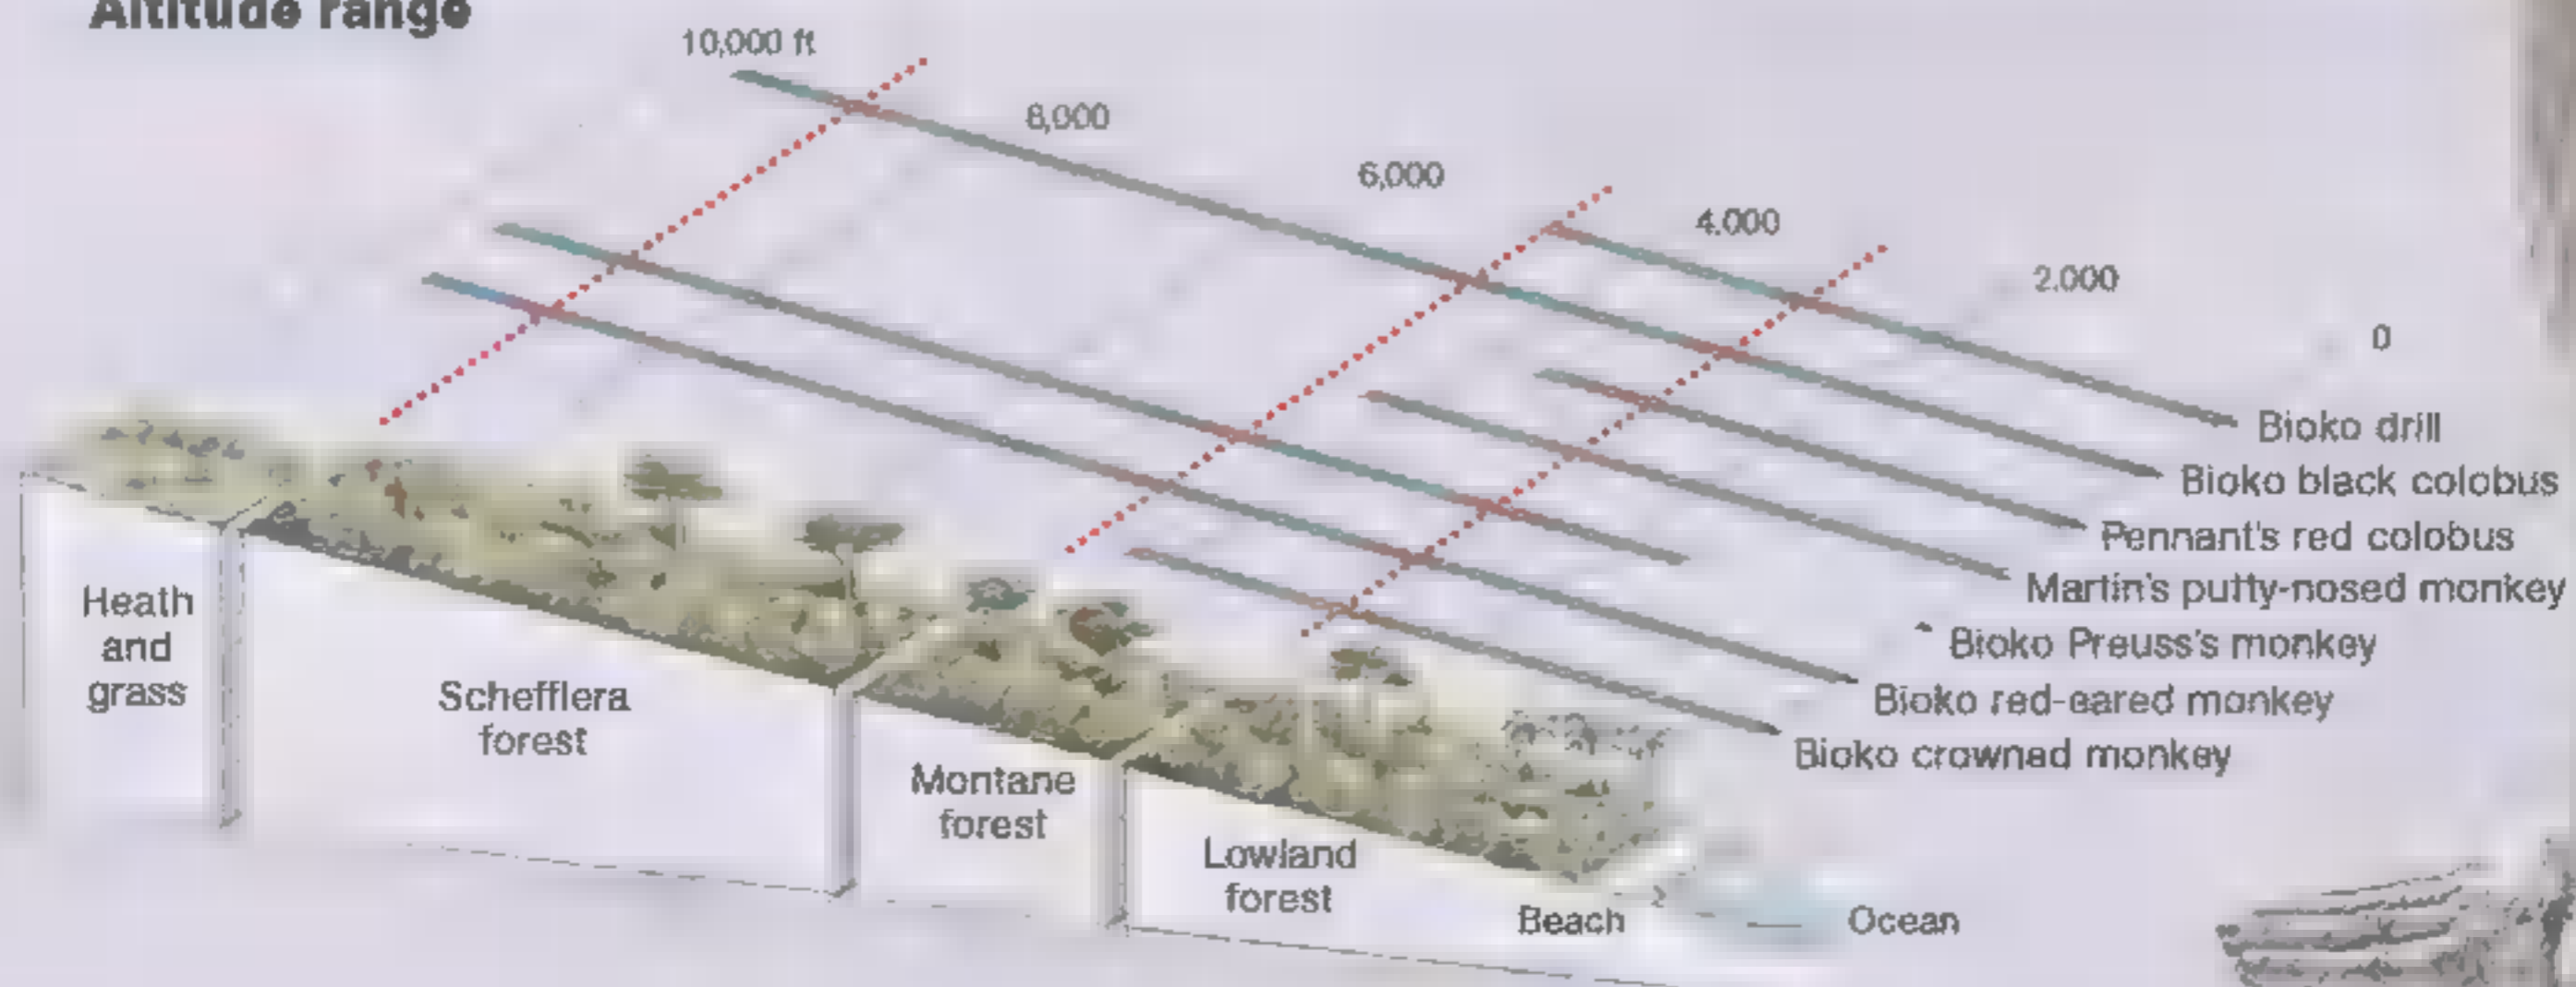 Altitude range
10,000 ft
8,000
6,000
4.000
2.000
0
Bioko drill
Bioko black colobus
Pennant's red colobus
Martin's putty-nosed monkey
Bioko Preuss's monkey
Bioko red-eared monkey
Bioko crowned monkey
Heath
and
grass
Schefflera
forest
Montane
forest
Lowland
forest
Beach
Ocean